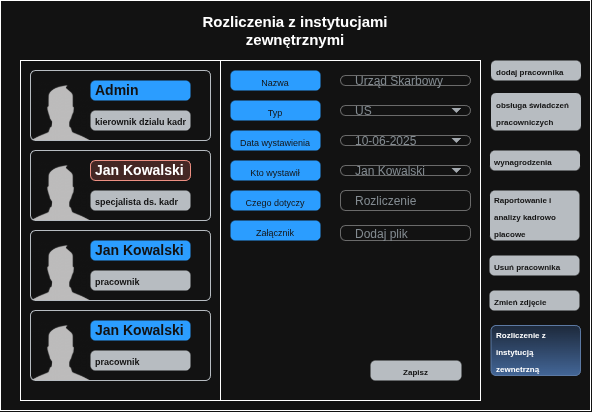 Rozliczenia z instytucjami
zewnętrznymi
Admin
kierownik dzialu kadr
Jan Kowalski
specjalista ds. kadr
Jan Kowalski
pracownik
Jan Kowalski
pracownik
Nazwa
Urząd Skarbowy
Typ
US
Data wystawienia
10-06-2025
Kto wystawił
Jan Kowalski
Czego dotyczy
Rozliczenie
Załącznik
Dodaj plik
Zapisz
dodaj pracownika
obsługa świadczeń
pracowniczych
wynagrodzenia
Raportowanie i
analizy kadrowo
płacowe
Usuń pracownika
Zmień zdjęcie
Rozliczenie z
instytucją
zewnetrzną